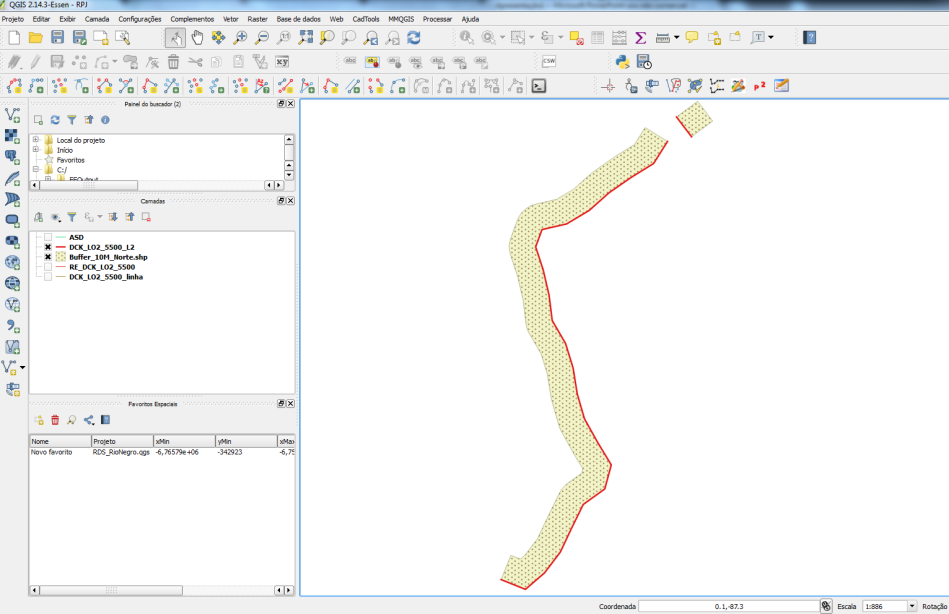 QGIS 2.14.3-Essen - RPJ
Projeto Editar Exibir Camada Configurações Complementos Vetor Raster Base de dados Web CadTools MMQGIS Processar Ajuda
CSW
Painel do buscador (2)
Local do projeto
Início
Favoritos
C:/
Camadas
ASD
DCK_LO2_5500_L2
Buffer_10M_Norte.shp
RE_DCK_LO2_5500
DCK_LO2_5500_linha
Favoritos Espaciais
Nome Projeto xMin yMin xMax
Novo favorito RDS_RioNegro.qgs -6,76579e+06 -342923 -6,75
Coordenada 0.1,-87.3 Escala 1:886 Rotação